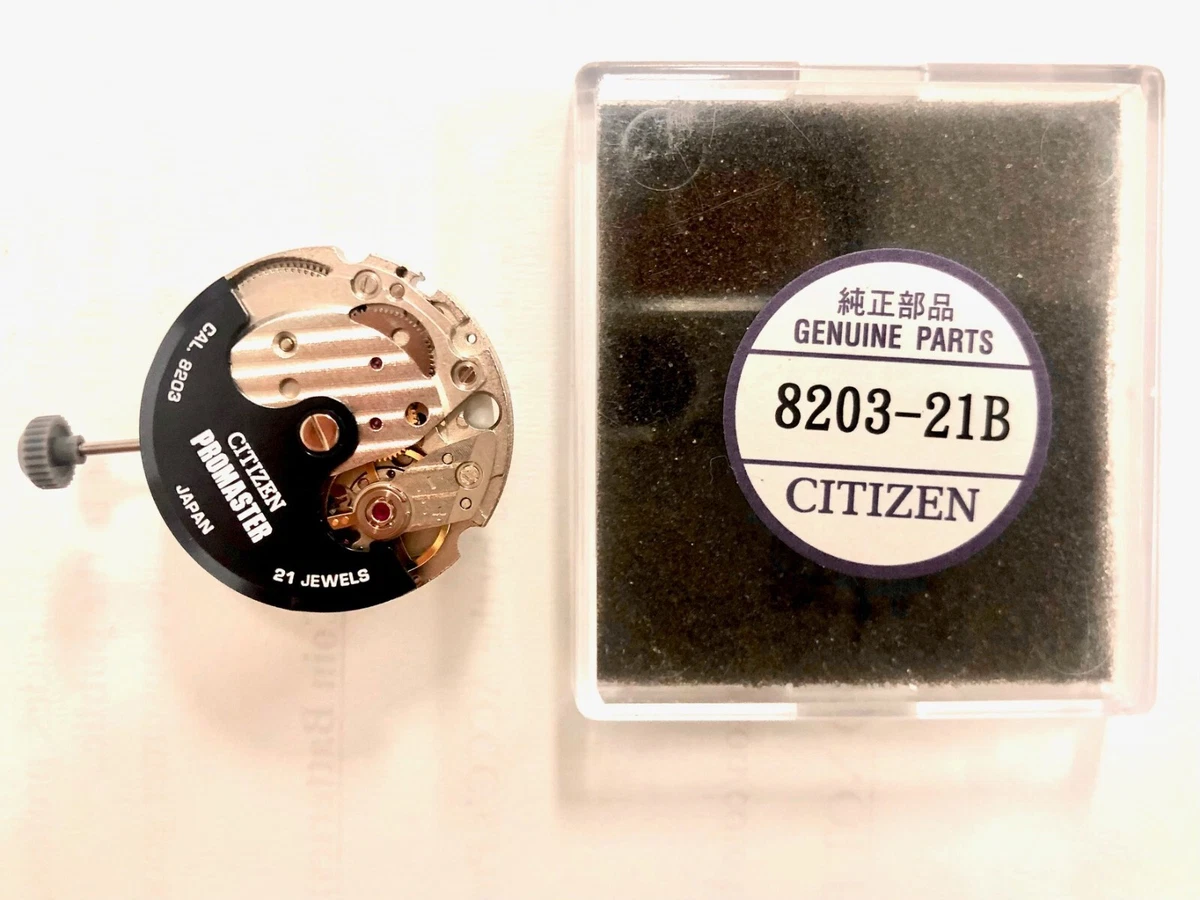 CAL. 8203
CITIZEN
PROMASTER
JAPAN
21 JEWELS
純正部品
GENUINE PARTS
8203-21B
CITIZEN